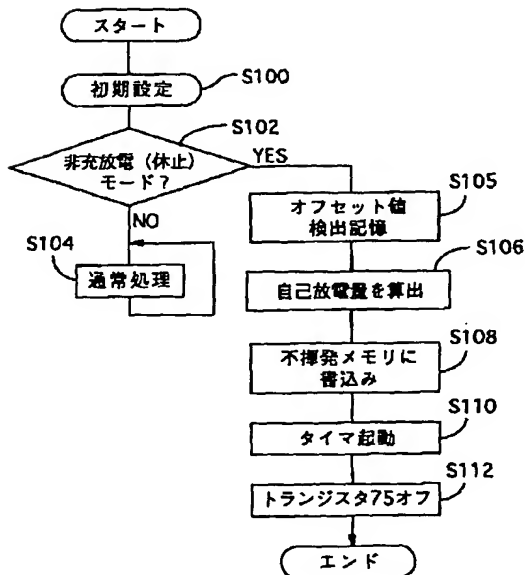 スタート
初期設定
S100
S102
非充放電（休止）
モード？
YES
NO
S104
通常処理
S105
オフセット値
検出記憶
S106
自己放電量を算出
S108
不揮発メモリに
書込み
S110
タイマ起動
S112
トランジスタ75オフ
エンド